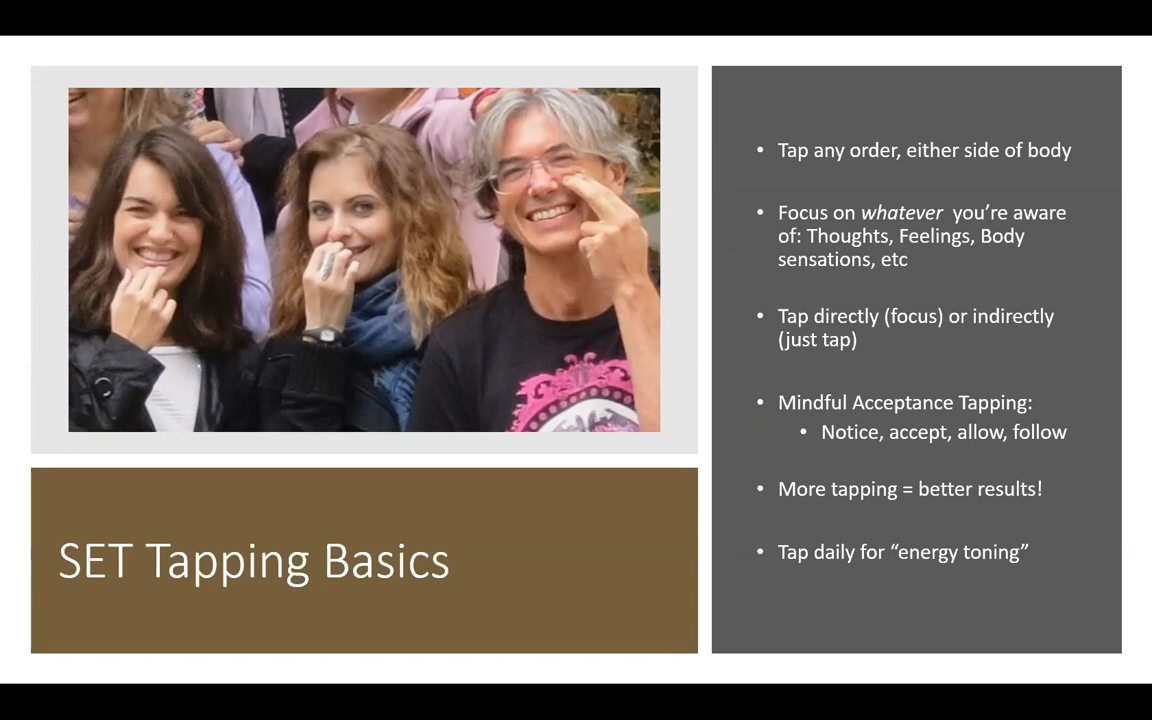 SET Tapping Basics
• Tap any order, either side of body
• Focus on whatever you’re aware
of: Thoughts, Feelings, Body
sensations, etc
• Tap directly (focus) or indirectly
(just tap)
• Mindful Acceptance Tapping:
• Notice, accept, allow, follow
• More tapping = better results!
• Tap daily for “energy toning”